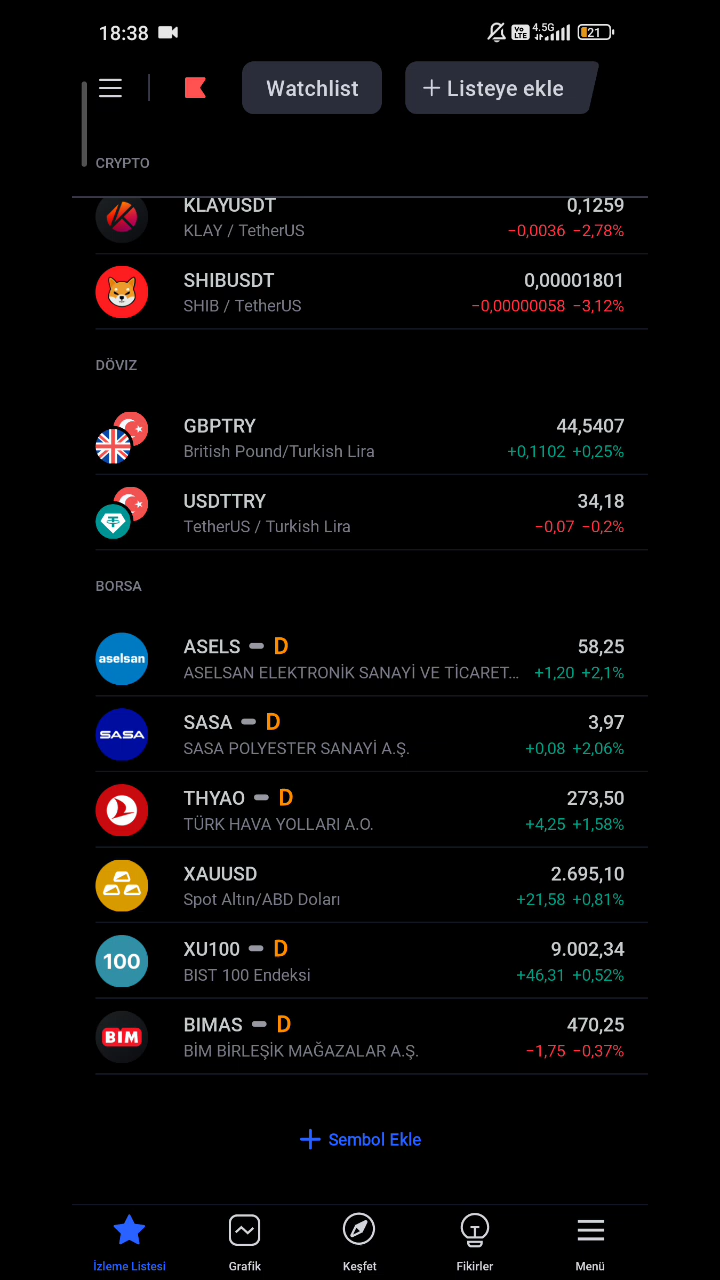 18:38
Vo LTE 4.5G 21
Watchlist
+ Listeye ekle
CRYPTO
KLAYUSDT 0,1259
KLAY / TetherUS −0,0036 −2,78%
SHIBUSDT 0,00001801
SHIB / TetherUS −0,00000058 −3,12%
DÖVIZ
GBPTRY 44,5407
British Pound/Turkish Lira +0,1102 +0,25%
USDTTRY 34,18
TetherUS / Turkish Lira −0,07 −0,2%
BORSA
aselsan
ASELS D 58,25
ASELSAN ELEKTRONİK SANAYİ VE TİCARET... +1,20 +2,1%
SASA
SASA D 3,97
SASA POLYESTER SANAYİ A.Ş. +0,08 +2,06%
THYAO D 273,50
TÜRK HAVA YOLLARI A.O. +4,25 +1,58%
XAUUSD 2.695,10
Spot Altın/ABD Doları +21,58 +0,81%
100
XU100 D 9.002,34
BIST 100 Endeksi +46,31 +0,52%
BIM
BIMAS D 470,25
BİM BİRLEŞİK MAĞAZALAR A.Ş. −1,75 −0,37%
+ Sembol Ekle
İzleme Listesi Grafik Keşfet Fikirler Menü